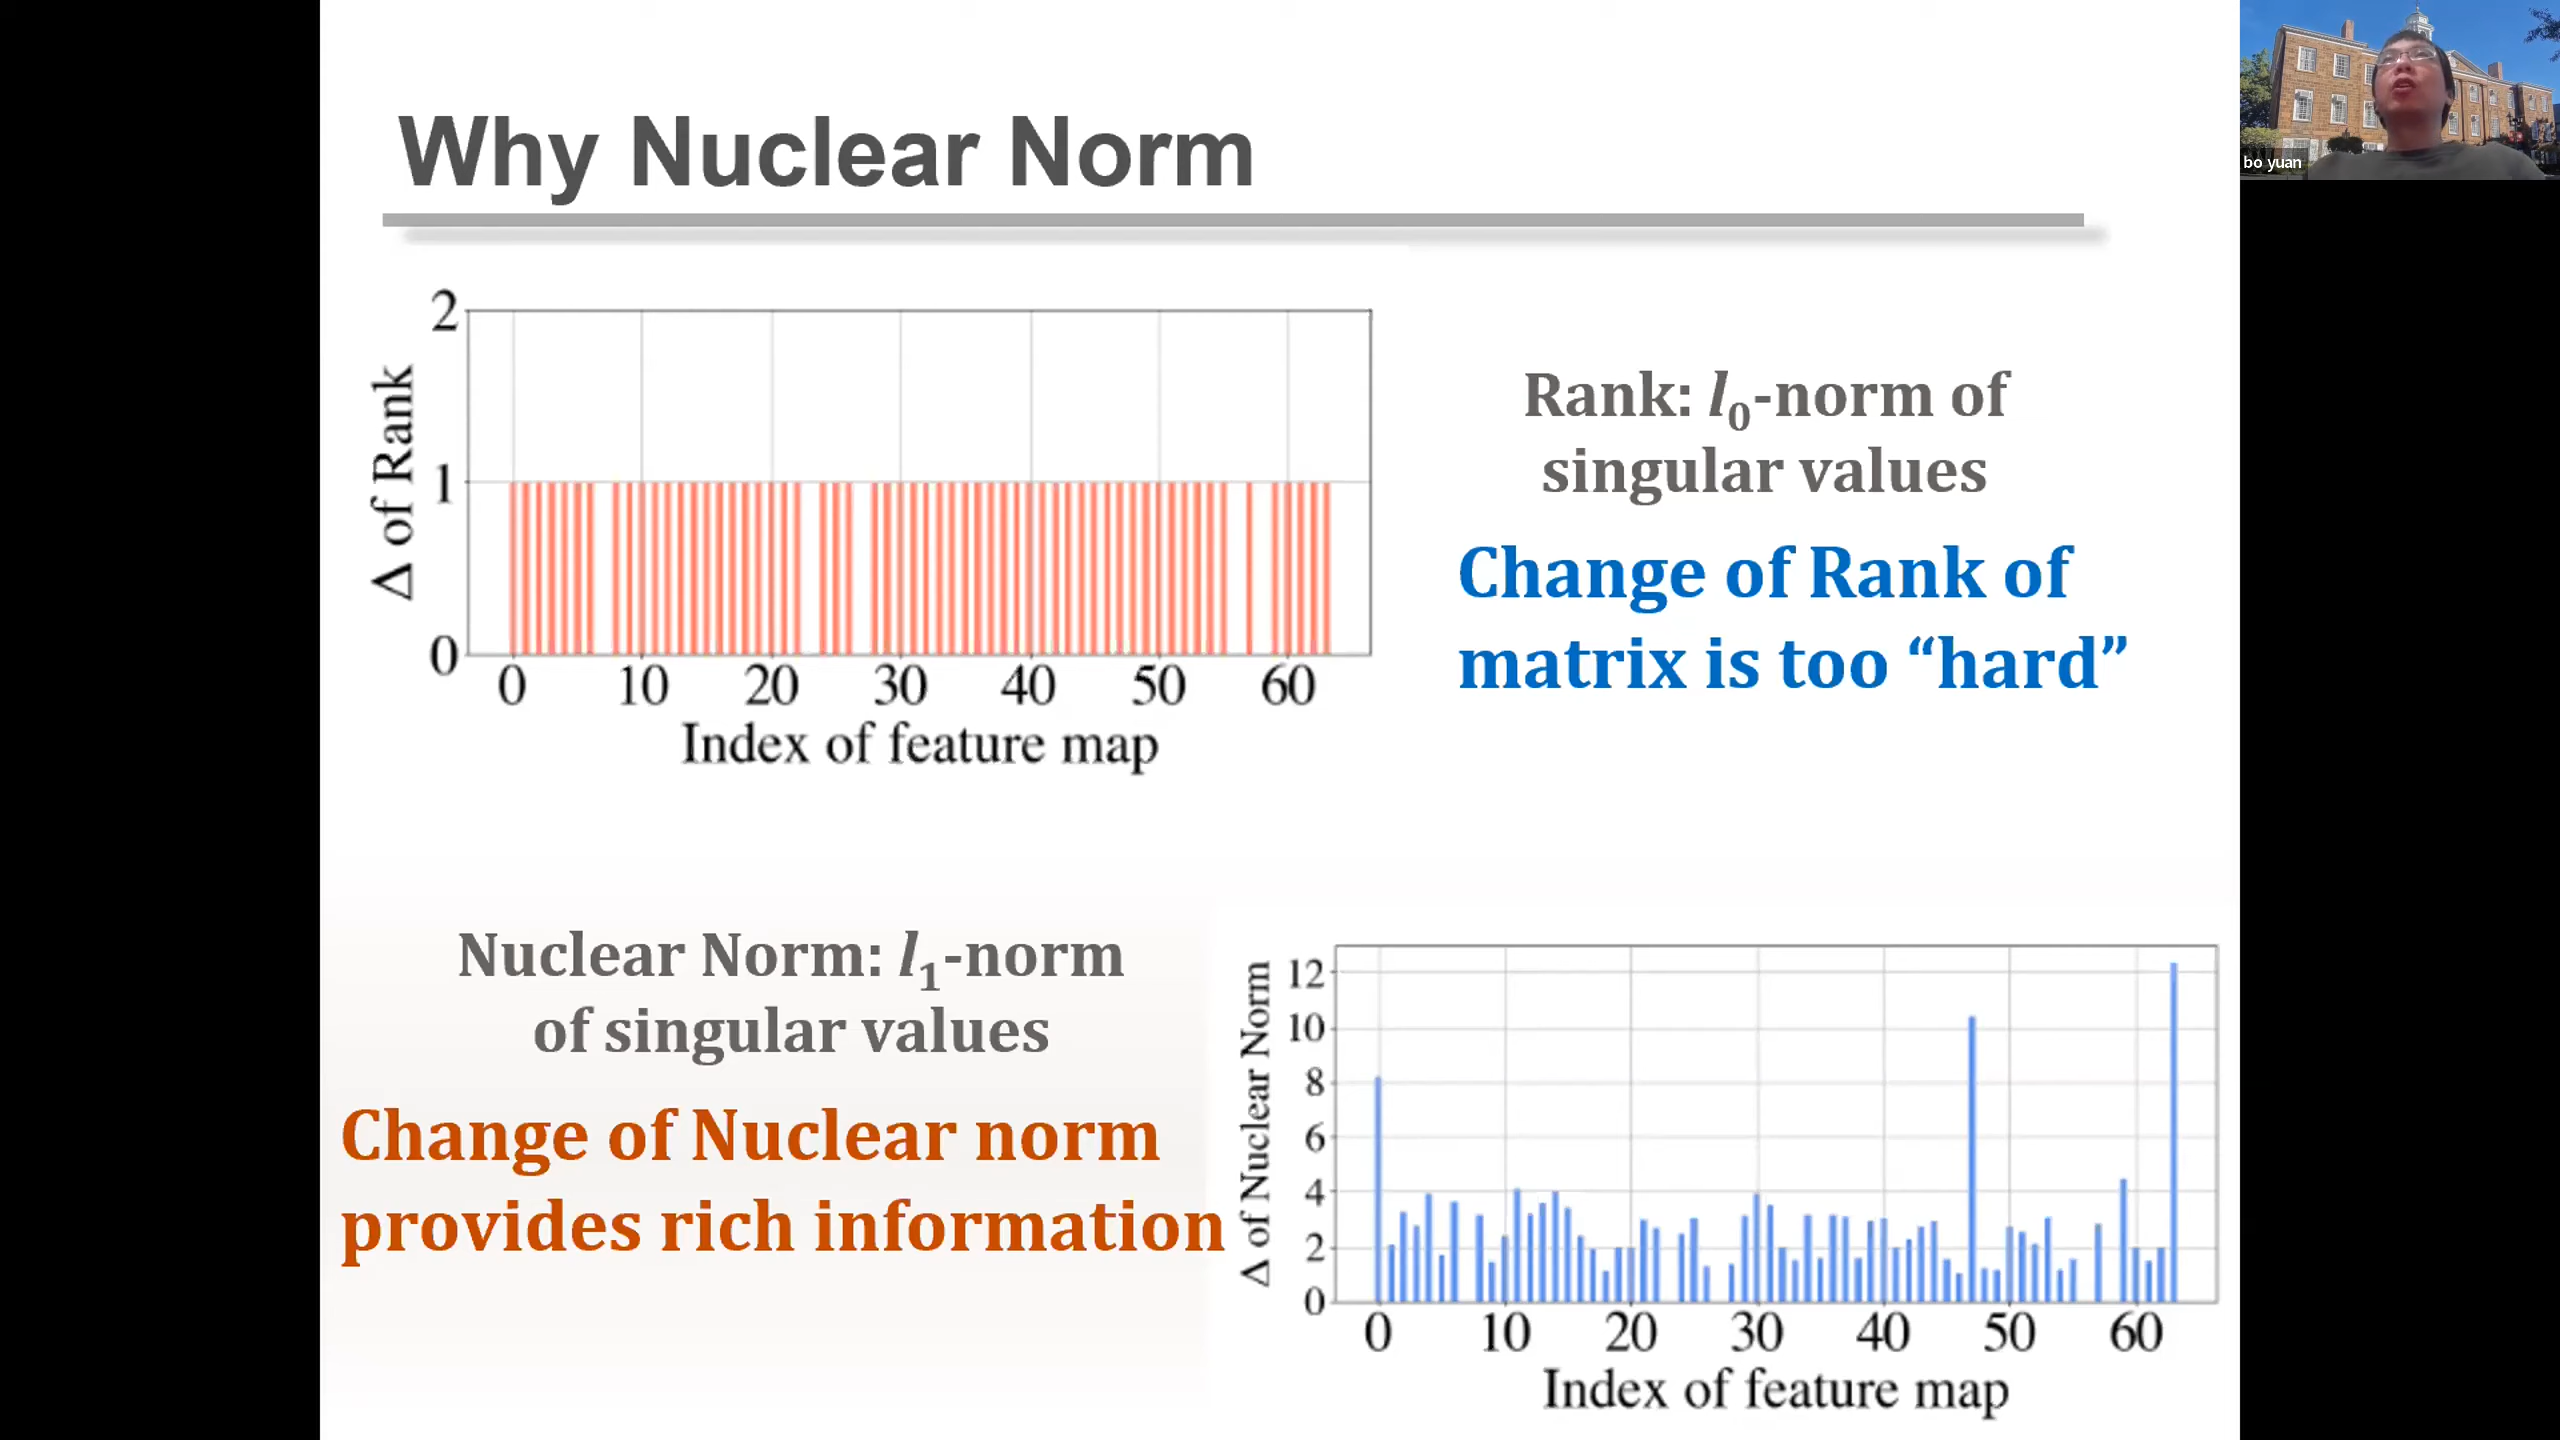 Why Nuclear Norm
bo yuan
2
1
0
Δ of Rank
0 10 20 30 40 50 60
Index of feature map
Rank: l0-norm of
singular values
Change of Rank of
matrix is too “hard”
Nuclear Norm: l1-norm
of singular values
Change of Nuclear norm
provides rich information
12
10
8
6
4
2
0
Δ of Nuclear Norm
0 10 20 30 40 50 60
Index of feature map